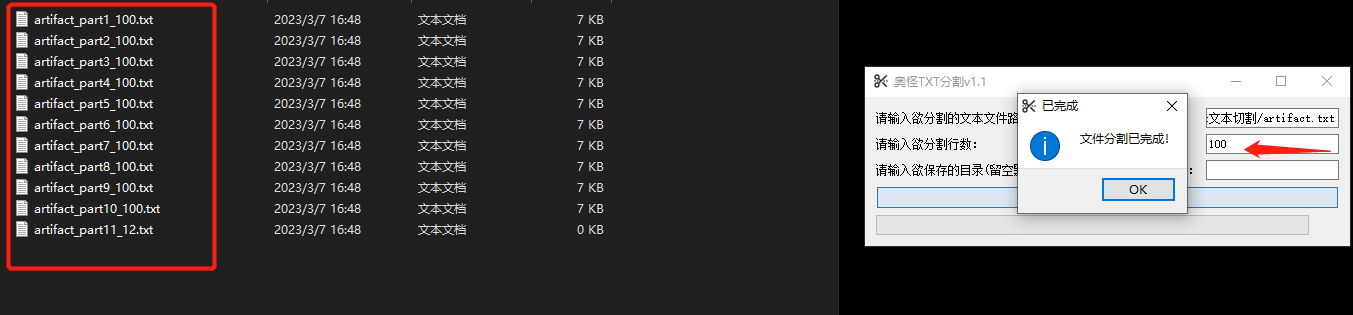 artifact_part1_100.txt 2023/3/7 16:48 文本文档 7 KB
artifact_part2_100.txt 2023/3/7 16:48 文本文档 7 KB
artifact_part3_100.txt 2023/3/7 16:48 文本文档 7 KB
artifact_part4_100.txt 2023/3/7 16:48 文本文档 7 KB
artifact_part5_100.txt 2023/3/7 16:48 文本文档 7 KB
artifact_part6_100.txt 2023/3/7 16:48 文本文档 7 KB
artifact_part7_100.txt 2023/3/7 16:48 文本文档 7 KB
artifact_part8_100.txt 2023/3/7 16:48 文本文档 7 KB
artifact_part9_100.txt 2023/3/7 16:48 文本文档 7 KB
artifact_part10_100.txt 2023/3/7 16:48 文本文档 7 KB
artifact_part11_12.txt 2023/3/7 16:48 文本文档 0 KB
奥怪TXT分割v1.1
请输入欲分割的文本文件路
文本切割/artifact.txt
请输入欲分割行数:
100
请输入欲保存的目录(留空
:
已完成
文件分割已完成!
OK